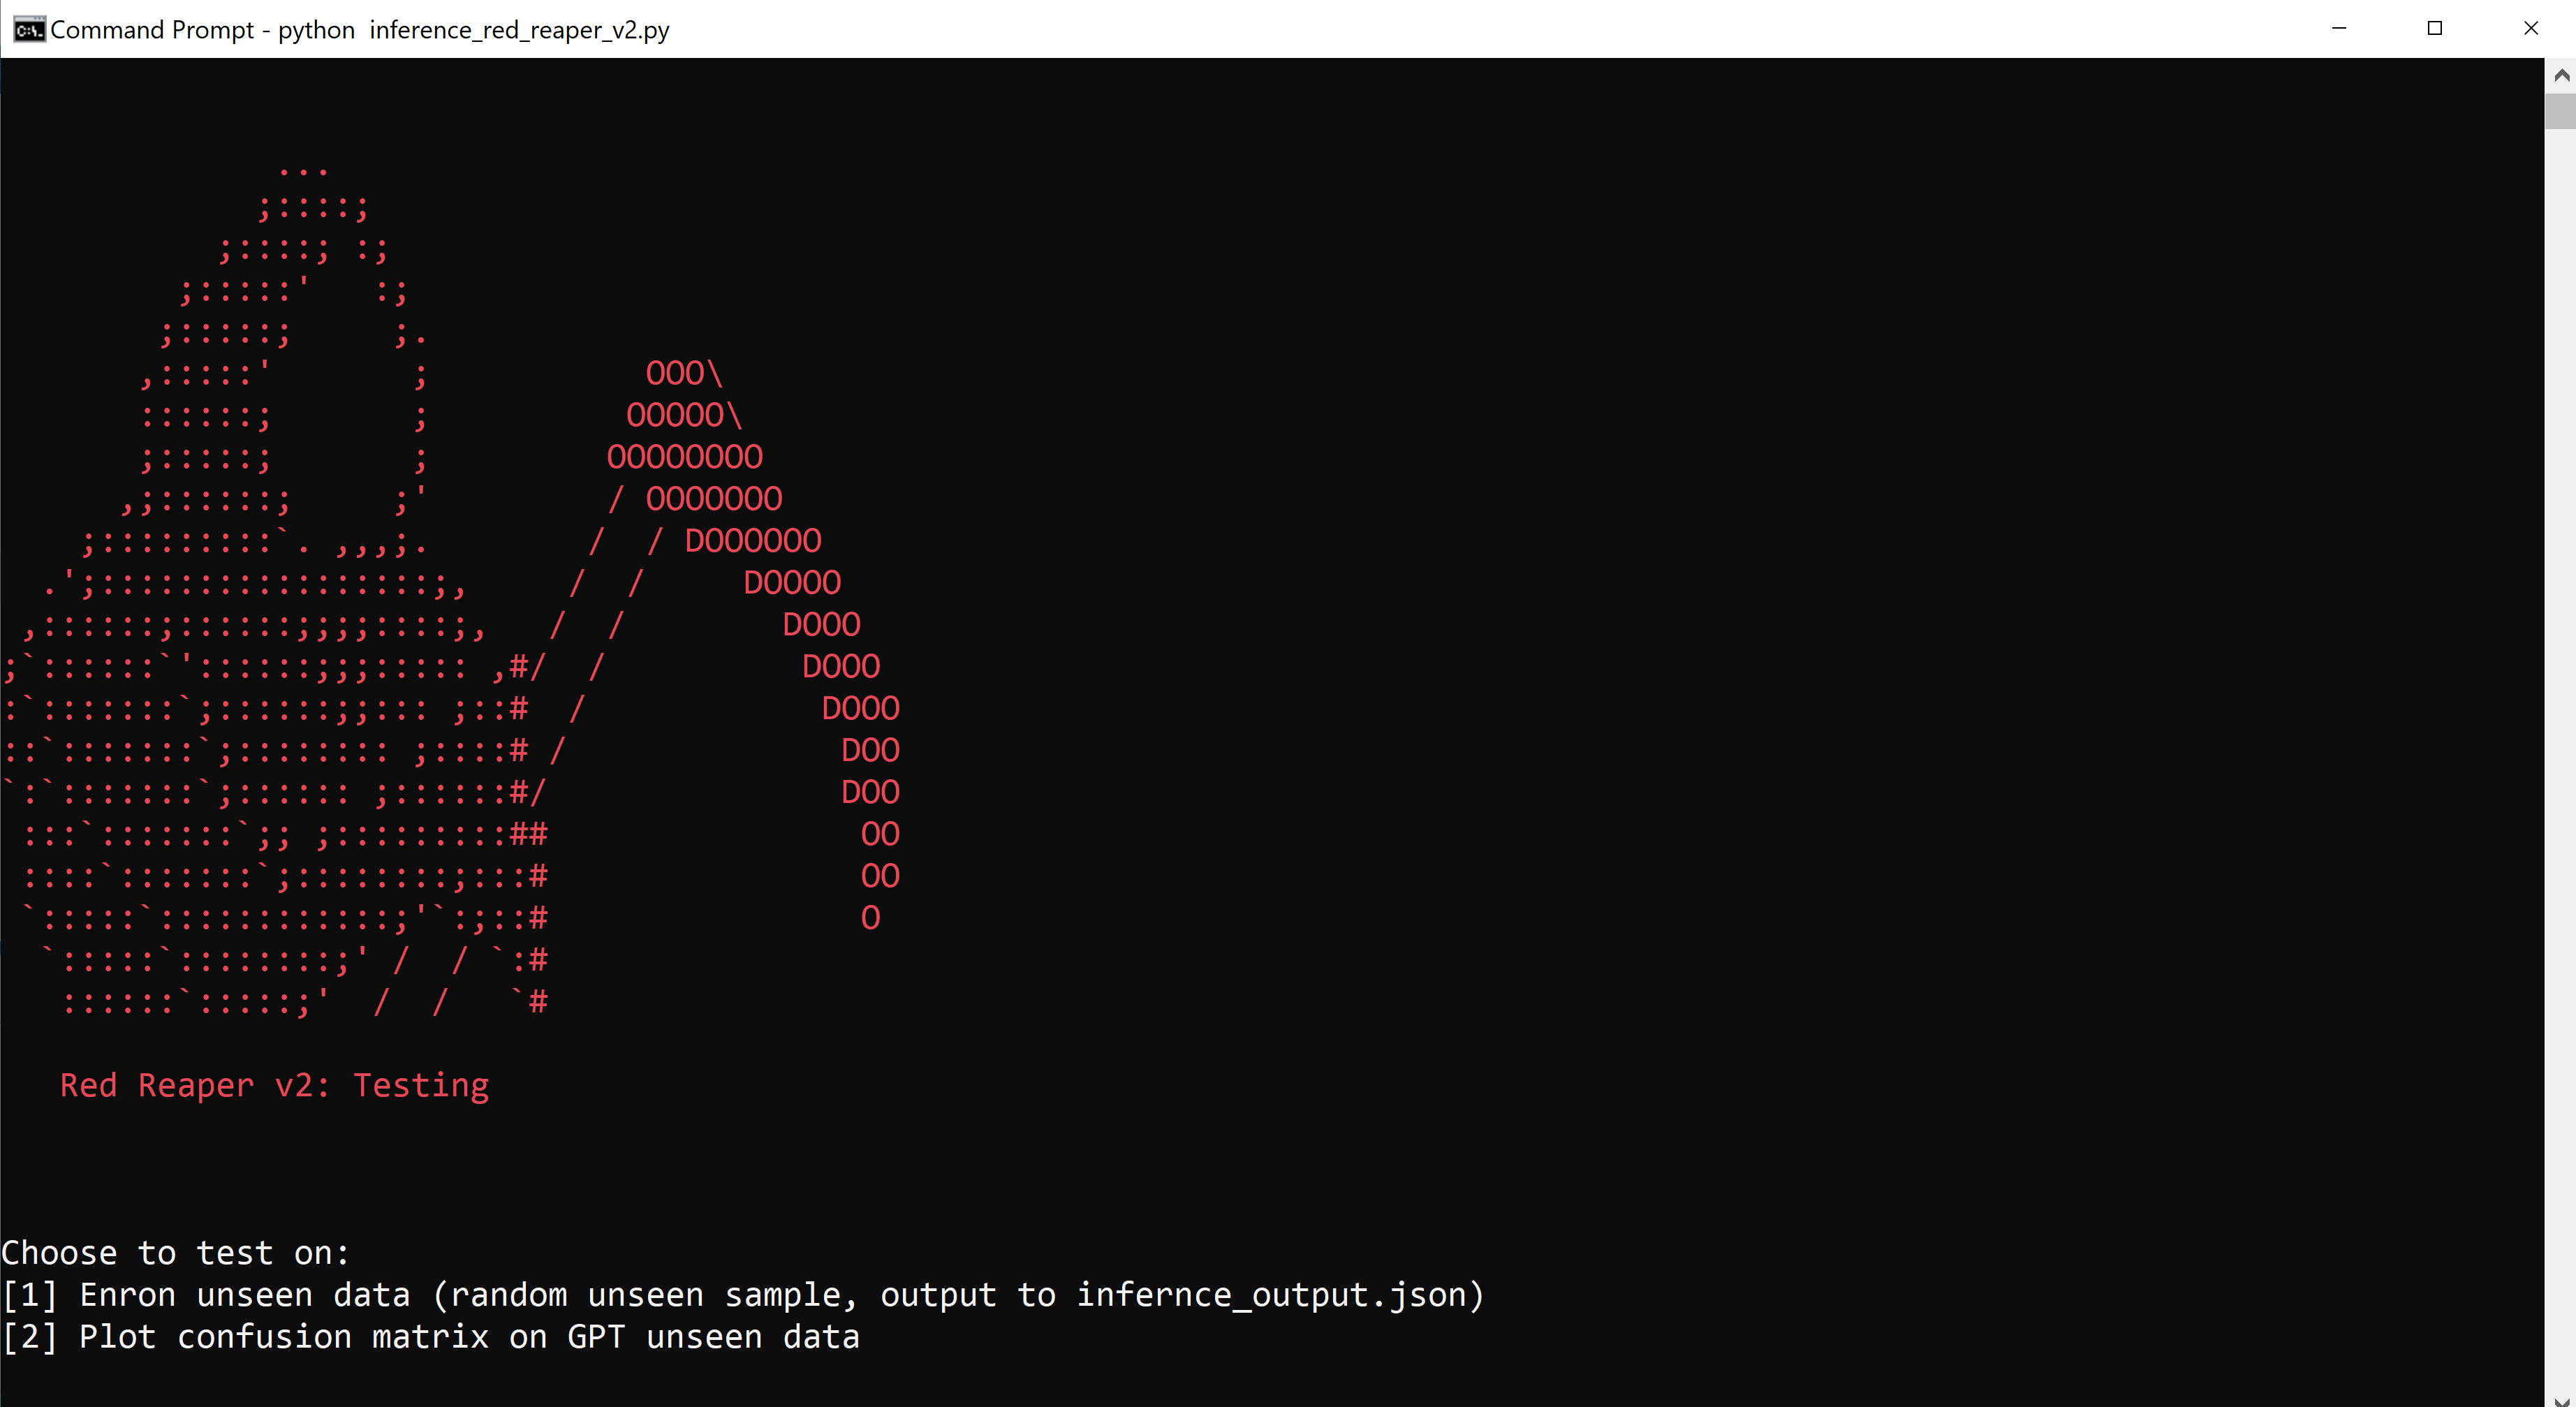 Command Prompt - python  inference_red_reaper_v2.py
Red Reaper v2: Testing
Choose to test on:
[1] Enron unseen data (random unseen sample, output to infernce_output.json)
[2] Plot confusion matrix on GPT unseen data